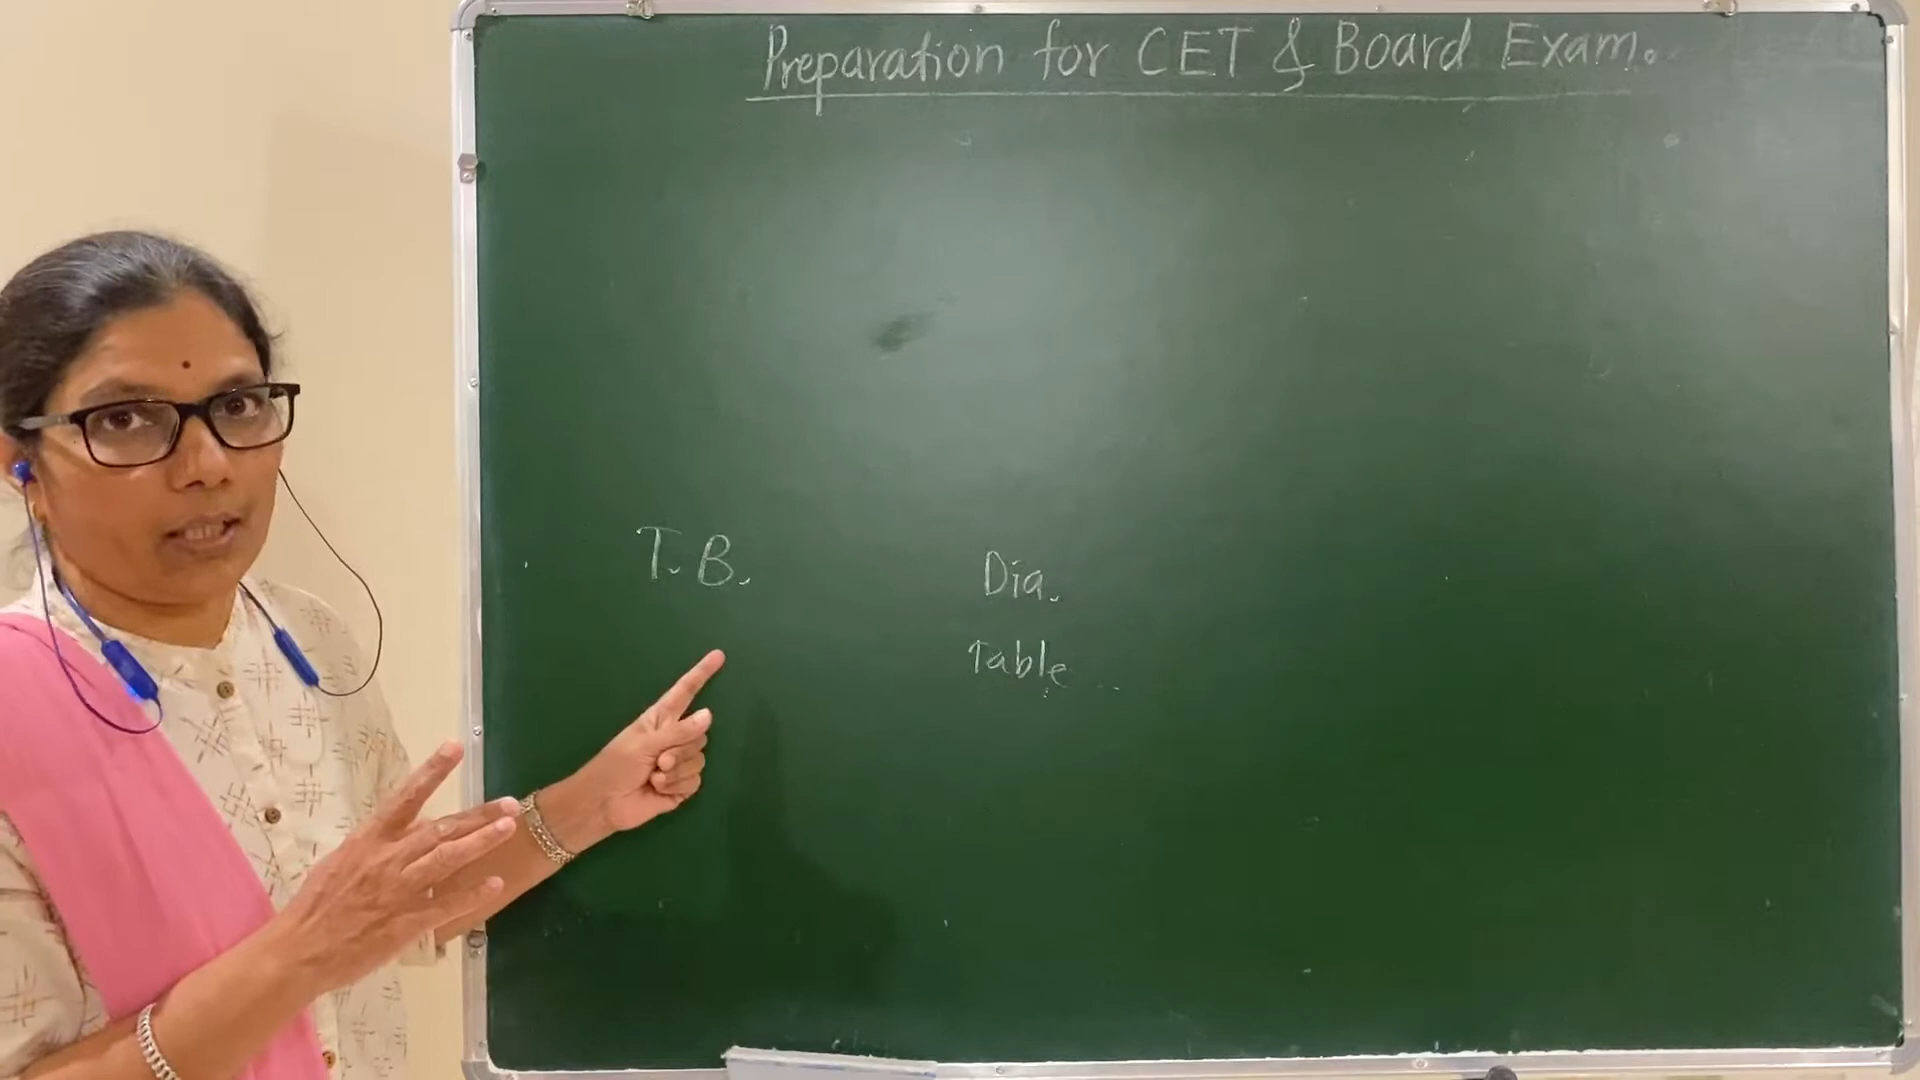 Preparation for CET & Board Exam.
T. B.
Dia.
Table